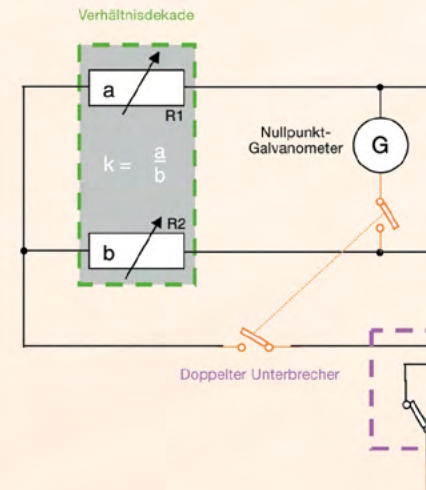 Verhältnisdekade
a
R1
Nullpunkt-
Galvanometer
G
k = a
b
R2
b
Doppelter Unterbrecher